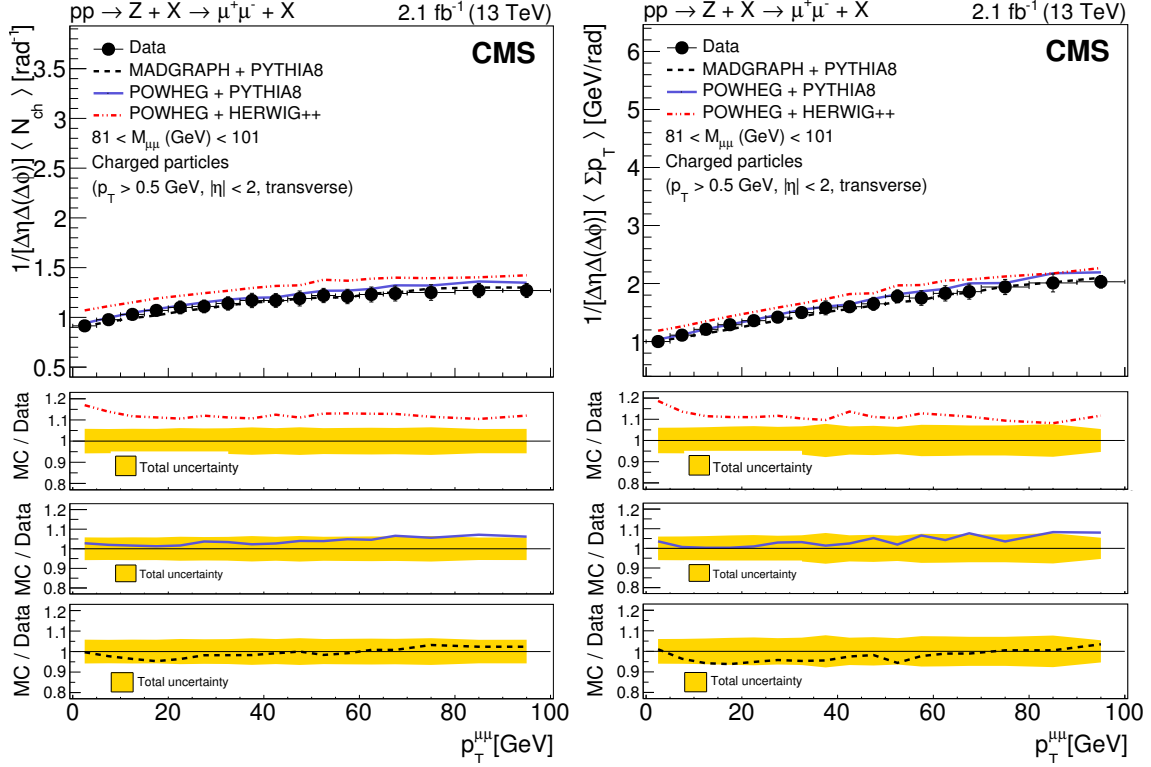 pp → Z + X → μ⁺μ⁻ + X
2.1 fb⁻¹ (13 TeV)
CMS
Data
MADGRAPH + PYTHIA8
POWHEG + PYTHIA8
POWHEG + HERWIG++
81 < M_μμ (GeV) < 101
Charged particles
(p_T > 0.5 GeV, |η| < 2, transverse)
1/[ΔηΔ(Δϕ)] ⟨ N_ch ⟩ [rad⁻¹]
3.5
3
2.5
2
1.5
1
0.5
MC / Data
1.2
1.1
1
0.9
0.8
Total uncertainty
MC / Data
1.2
1.1
1
0.9
0.8
Total uncertainty
MC / Data
1.2
1.1
1
0.9
0.8
Total uncertainty
0 20 40 60 80 100
p_T^μμ [GeV]
pp → Z + X → μ⁺μ⁻ + X
2.1 fb⁻¹ (13 TeV)
CMS
Data
MADGRAPH + PYTHIA8
POWHEG + PYTHIA8
POWHEG + HERWIG++
81 < M_μμ (GeV) < 101
Charged particles
(p_T > 0.5 GeV, |η| < 2, transverse)
1/[ΔηΔ(Δϕ)] ⟨ Σp_T ⟩ [GeV/rad]
6
5
4
3
2
1
MC / Data
1.2
1.1
1
0.9
0.8
Total uncertainty
MC / Data
1.2
1.1
1
0.9
0.8
Total uncertainty
MC / Data
1.2
1.1
1
0.9
0.8
Total uncertainty
0 20 40 60 80 100
p_T^μμ [GeV]